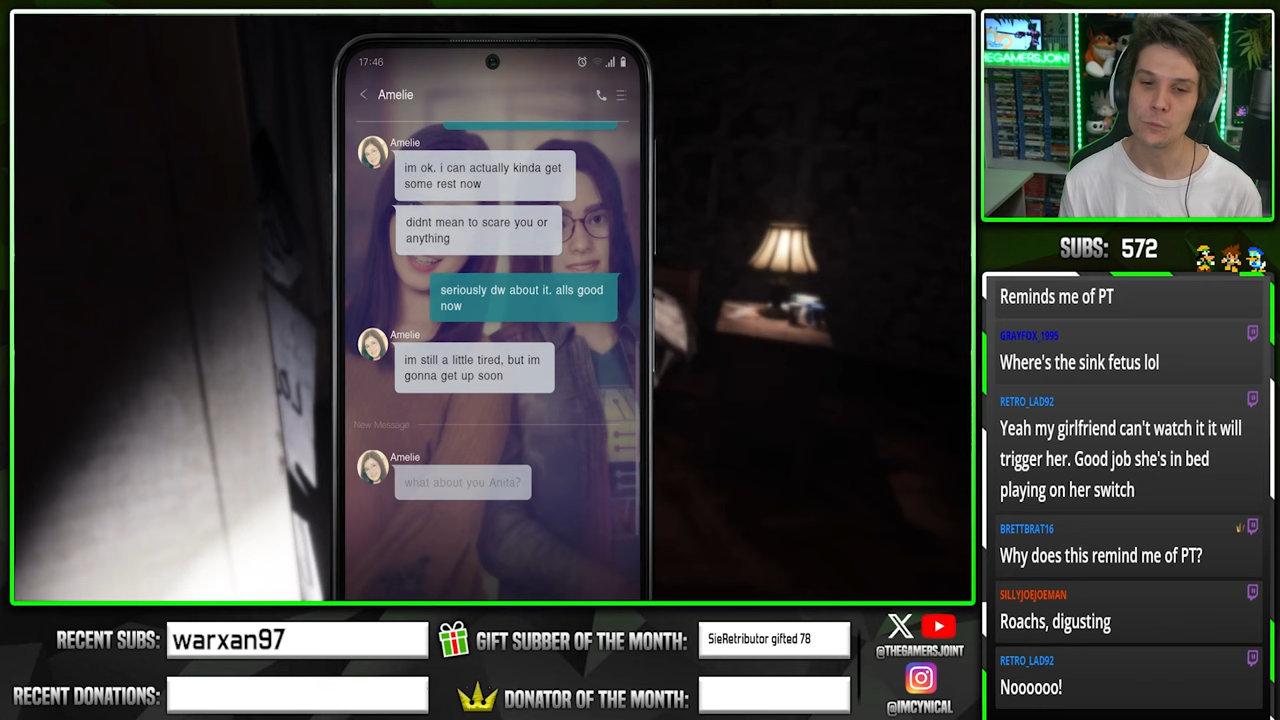 17:46
Amelie
Amelie
im ok. i can actually kinda get
some rest now
didnt mean to scare you or
anything
seriously dw about it. alls good
now
Amelie
im still a little tired, but im
gonna get up soon
New Message
Amelie
what about you Anita?
THEGAMERSJOINT
SUBS: 572
Reminds me of PT
GRAYFOX_1995
Where's the sink fetus lol
RETRO_LAD92
Yeah my girlfriend can't watch it it will
trigger her. Good job she's in bed
playing on her switch
BRETTBRAT16
Why does this remind me of PT?
SILLYJOEJOEMAN
Roachs, digusting
RETRO_LAD92
Noooooo!
RECENT SUBS: warxan97
GIFT SUBBER OF THE MONTH: SieRetributor gifted 78
RECENT DONATIONS:
DONATOR OF THE MONTH:
@THEGAMERSJOINT
@IMCYNICAL